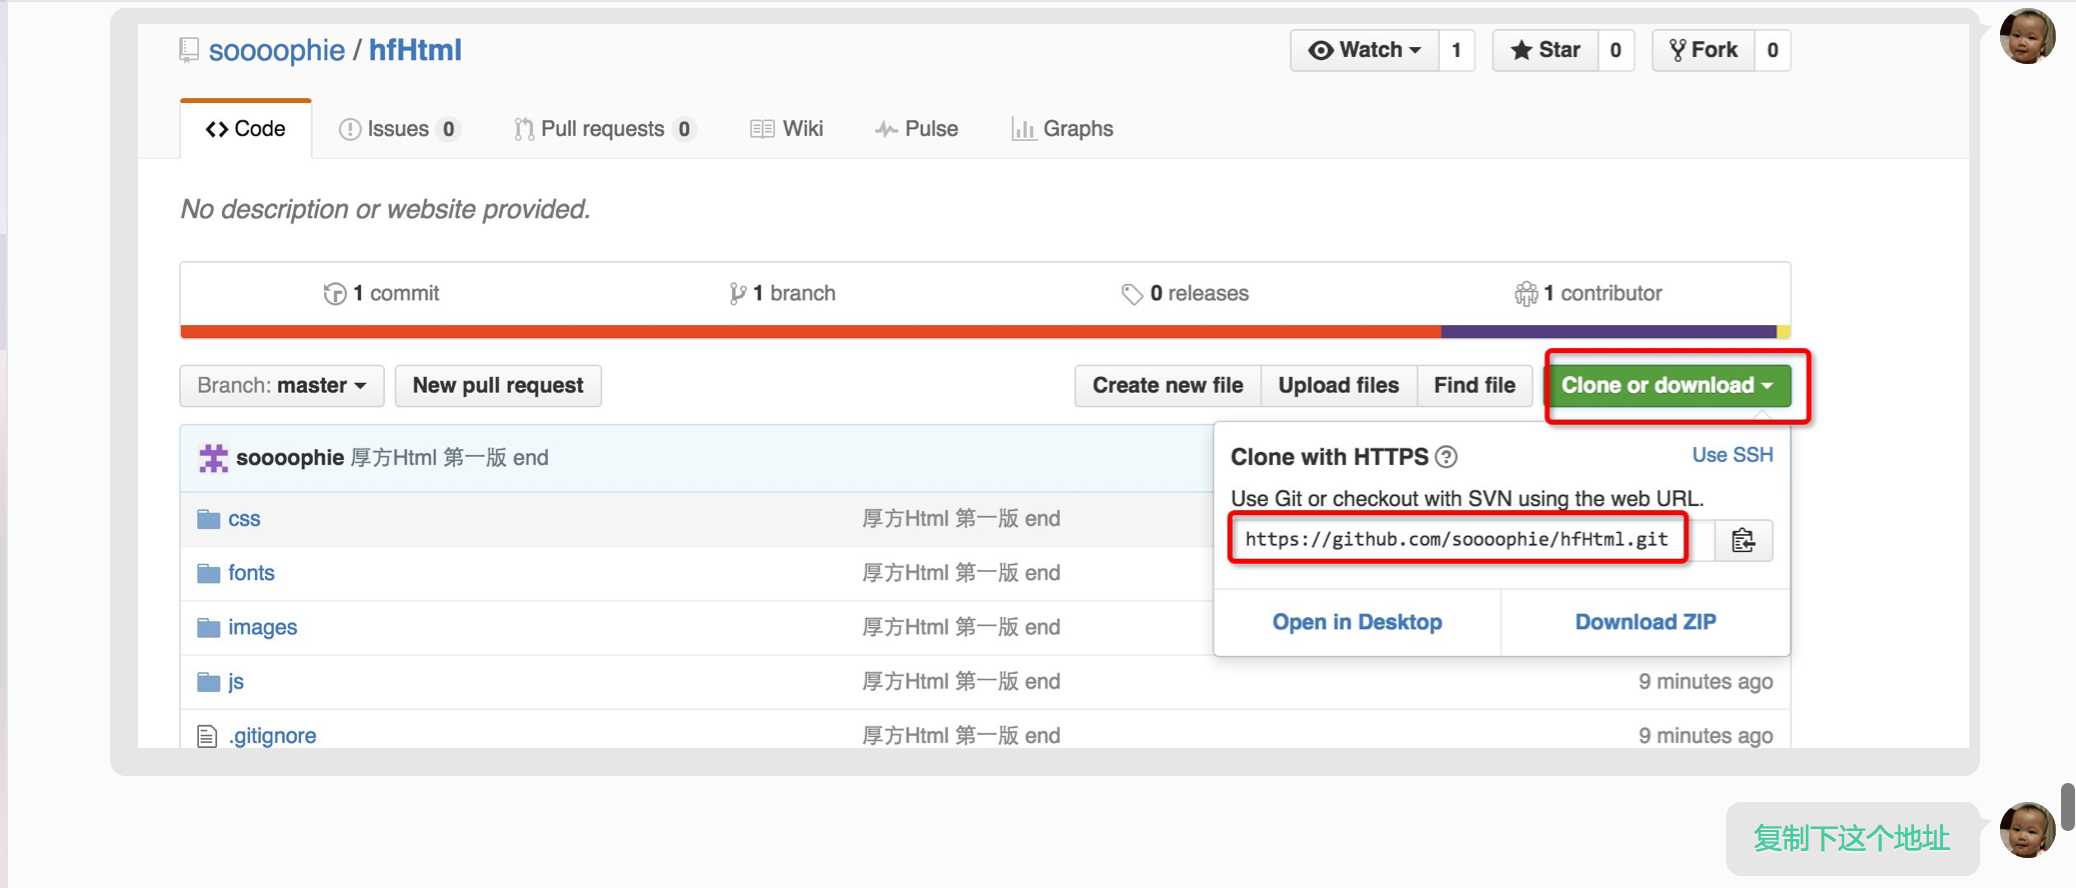 soooophie / hfHtml
Watch 1 Star 0 Fork 0
Code Issues 0 Pull requests 0 Wiki Pulse Graphs
No description or website provided.
1 commit 1 branch 0 releases 1 contributor
Branch: master New pull request Create new file Upload files Find file Clone or download
soooophie 厚方Html 第一版 end
Clone with HTTPS ? Use SSH
Use Git or checkout with SVN using the web URL.
https://github.com/soooophie/hfHtml.git
Open in Desktop Download ZIP
css 厚方Html 第一版 end
fonts 厚方Html 第一版 end
images 厚方Html 第一版 end
js 厚方Html 第一版 end 9 minutes ago
.gitignore 厚方Html 第一版 end 9 minutes ago
复制下这个地址